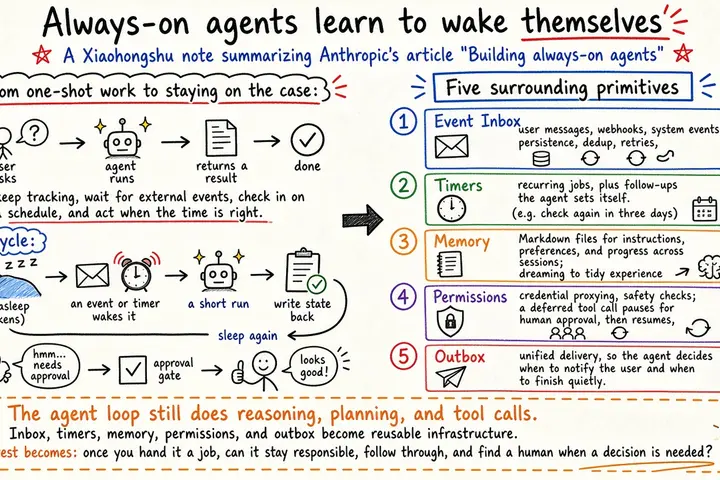 Always-on agents learn to wake themselves
A Xiaohongshu note summarizing Anthropic's article "Building always-on agents"
one-shot work to staying on the case:
?
agent
runs
returns a
result
done
keep tracking, wait for external events, check in on
schedule, and act when the time is right.
z z z
an event or timer
wakes it
a short run
write state
back
sleep again
hmm...
needs
approval
approval
gate
looks
good!
Five surrounding primitives
1 Event Inbox
user messages, webhooks, system events
persistence, dedup, retries,
2 Timers
recurring jobs, plus follow-ups
the agent sets itself.
(e.g. check again in three days)
3 Memory
Markdown files for instructions,
preferences, and progress across
sessions;
dreaming to tidy experience
4 Permissions
credential proxying, safety checks;
a deferred tool call pauses for
human approval, then resumes,
5 Outbox
unified delivery, so the agent decides
when to notify the user and when
to finish quietly.
The agent loop still does reasoning, planning, and tool calls.
Inbox, timers, memory, permissions, and outbox become reusable infrastructure.
becomes: once you hand it a job, can it stay responsible, follow through, and find a human when a decision is needed?